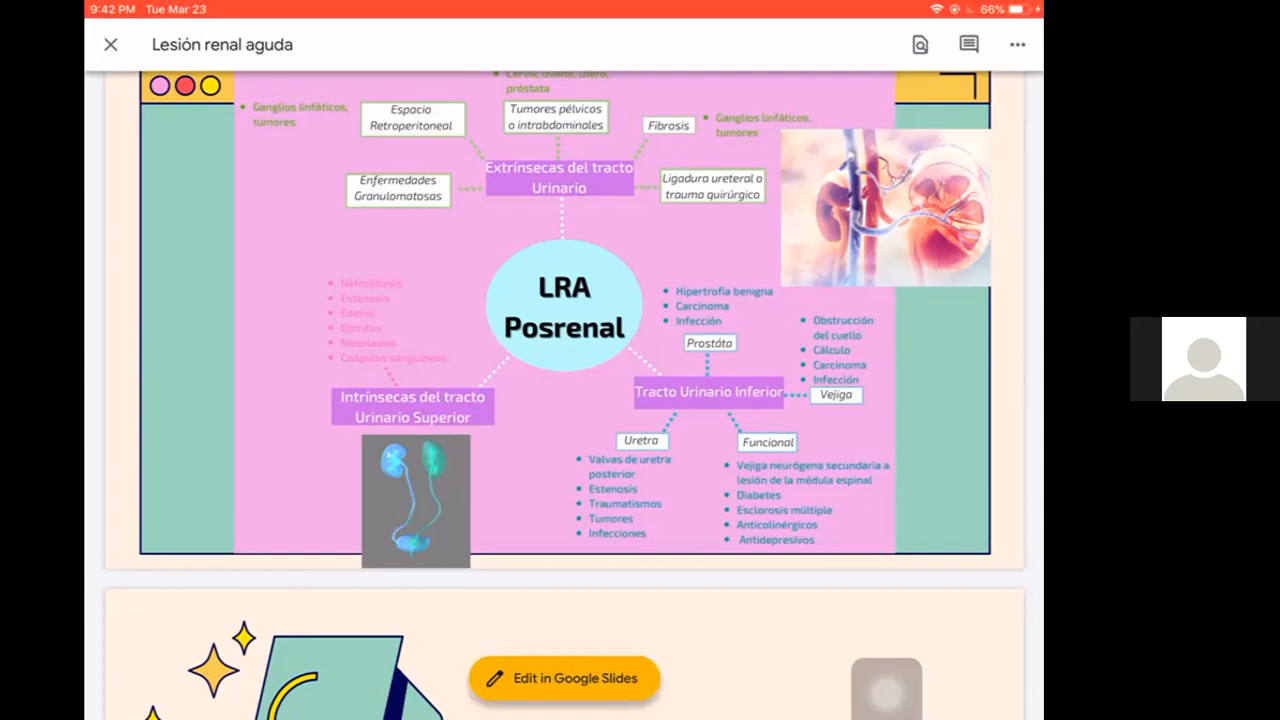 9:42 PM Tue Mar 23
66%
Lesión renal aguda
Cérvix, ovario, útero,
próstata
Ganglios linfáticos,
tumores
Espacio
Retroperitoneal
Tumores pélvicos
o intrabdominales
Fibrosis
Ganglios linfáticos,
tumores
Extrínsecas del tracto
Urinario
Enfermedades
Granulomatosas
Ligadura ureteral o
trauma quirúrgico
LRA
Posrenal
Nefrolitiasis
Estenosis
Edema
Detritus
Neoplasias
Coágulos sanguíneos
Intrínsecas del tracto
Urinario Superior
Hipertrofia benigna
Carcinoma
Infección
Prostáta
Obstrucción
del cuello
Cálculo
Carcinoma
Infección
Vejiga
Tracto Urinario Inferior
Uretra
Valvas de uretra
posterior
Estenosis
Traumatismos
Tumores
Infecciones
Funcional
Vejiga neurógena secundaria a
lesión de la médula espinal
Diabetes
Esclorosis múltiple
Anticolinérgicos
Antidepresivos
Edit in Google Slides